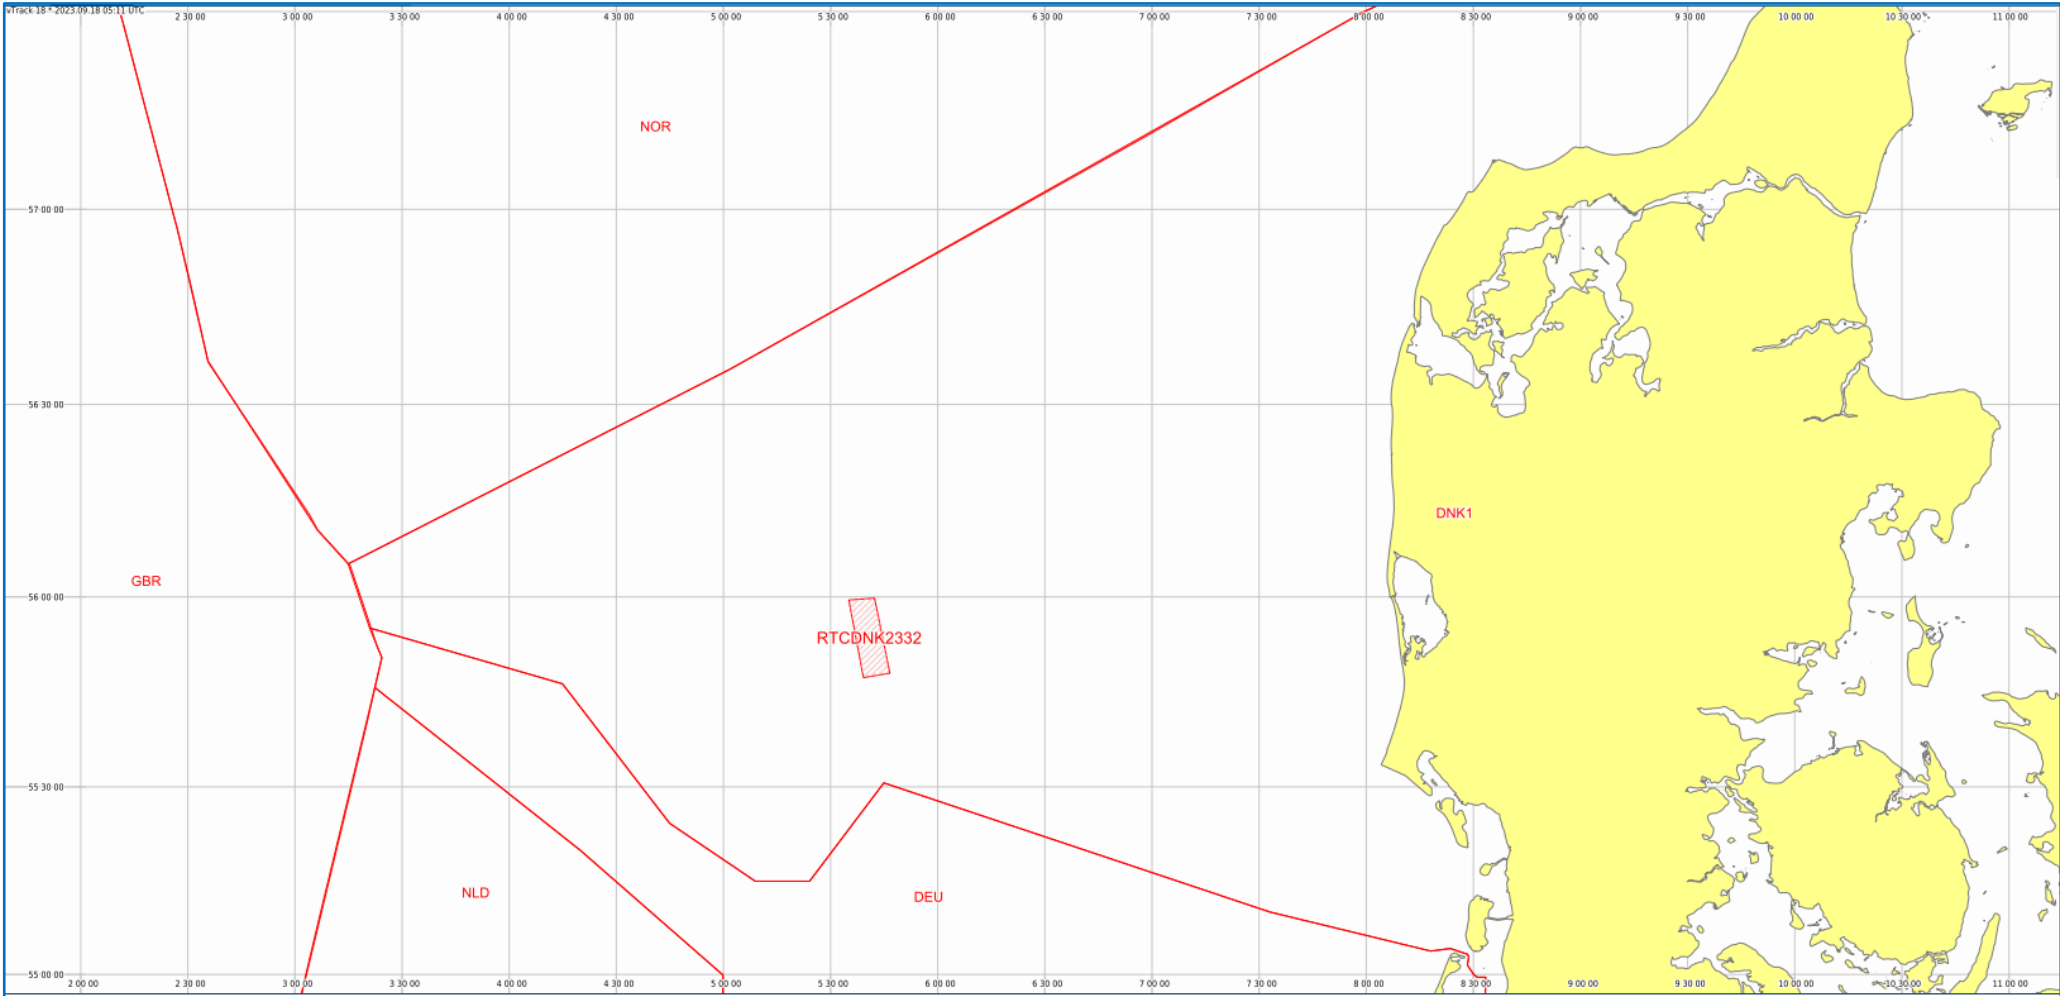 vTrack 18 * 2023.09.18 05:11 UTC
2 30 00 3 00 00 3 30 00 4 00 00 4 30 00 5 00 00 5 30 00 6 00 00 6 30 00 7 00 00 7 30 00 8 00 00 8 30 00 9 00 00 9 30 00 10 00 00 10 30 00 11 00 00
NOR
57 00 00
56 30 00
DNK1
GBR
56 00 00
RTCDNK2332
55 30 00
NLD
DEU
55 00 00
2 00 00 2 30 00 3 00 00 3 30 00 4 00 00 4 30 00 5 00 00 5 30 00 6 00 00 6 30 00 7 00 00 7 30 00 8 00 00 8 30 00 9 00 00 9 30 00 10 00 00 10 30 00 11 00 00